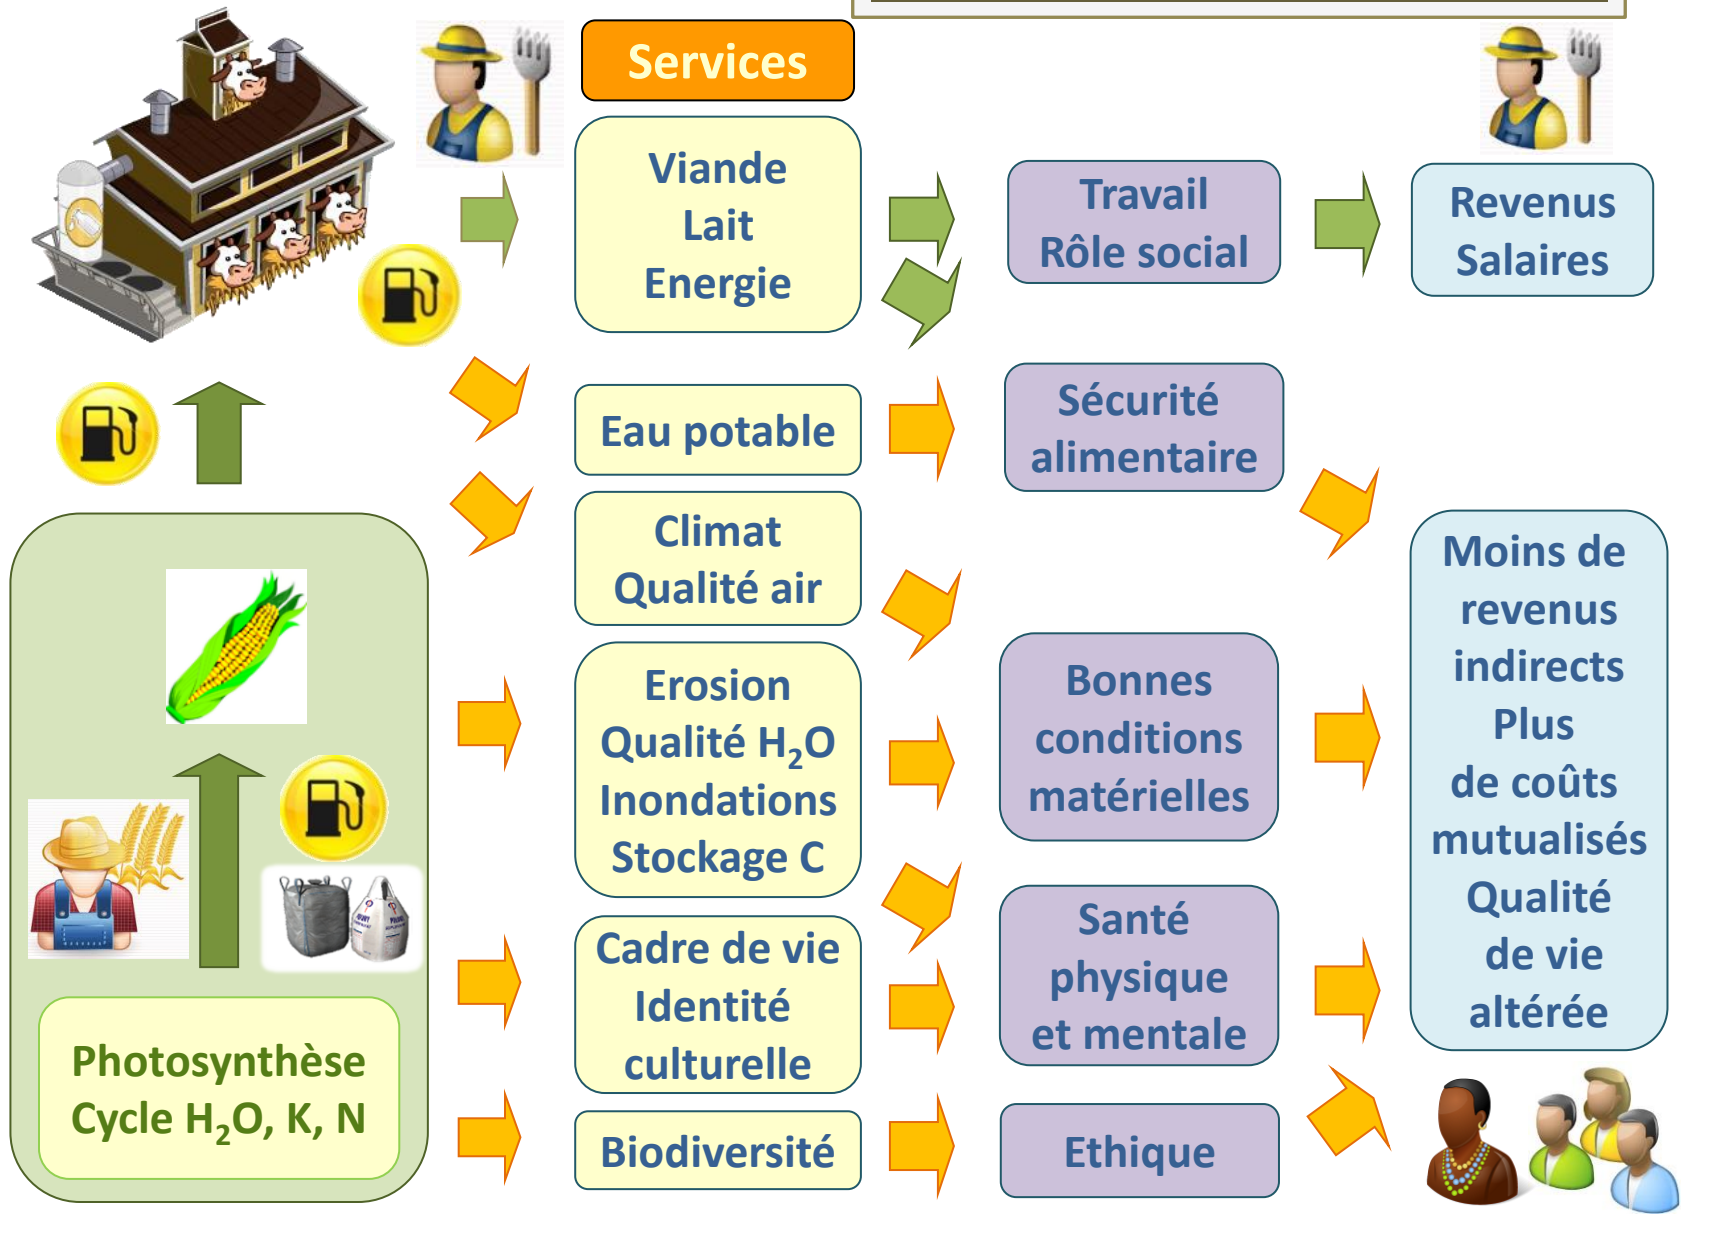 Services
Viande
Lait
Energie
Travail
Rôle social
Revenus
Salaires
Eau potable
Sécurité
alimentaire
Climat
Qualité air
Erosion
Qualité H₂O
Inondations
Stockage C
Bonnes
conditions
matérielles
Moins de
revenus
indirects
Plus
de coûts
mutualisés
Qualité
de vie
altérée
Cadre de vie
Identité
culturelle
Santé
physique
et mentale
Photosynthèse
Cycle H₂O, K, N
Biodiversité
Ethique